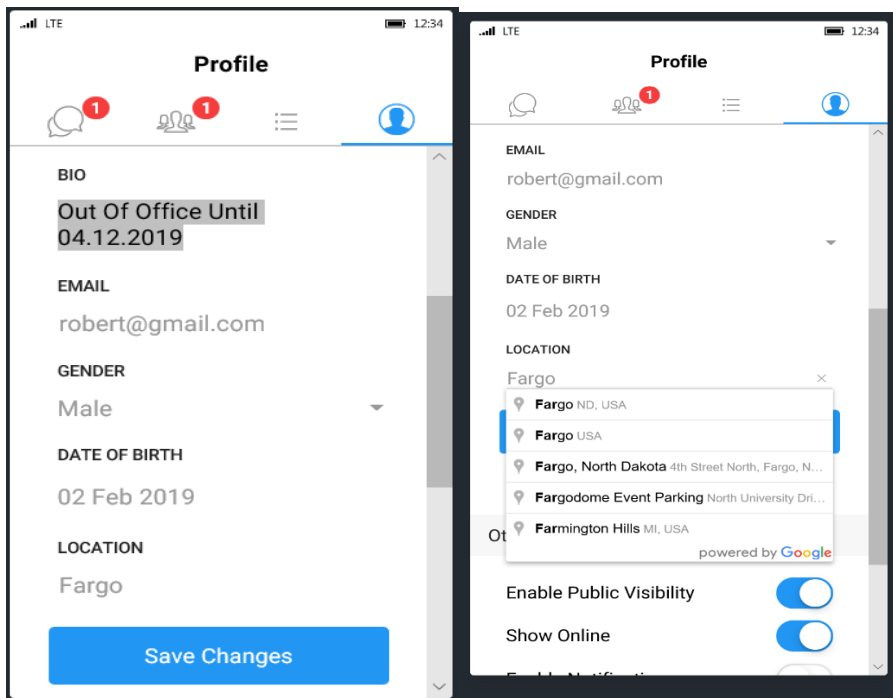 LTE
12:34
Profile
1
1
BIO
Out Of Office Until
04.12.2019
EMAIL
robert@gmail.com
GENDER
Male
DATE OF BIRTH
02 Feb 2019
LOCATION
Fargo
Save Changes
LTE
12:34
Profile
1
EMAIL
robert@gmail.com
GENDER
Male
DATE OF BIRTH
02 Feb 2019
LOCATION
Fargo
Fargo ND, USA
Fargo USA
Fargo, North Dakota 4th Street North, Fargo, N...
Fargodome Event Parking North University Dri...
Farmington Hills MI, USA
Ot
powered by Google
Enable Public Visibility
Show Online